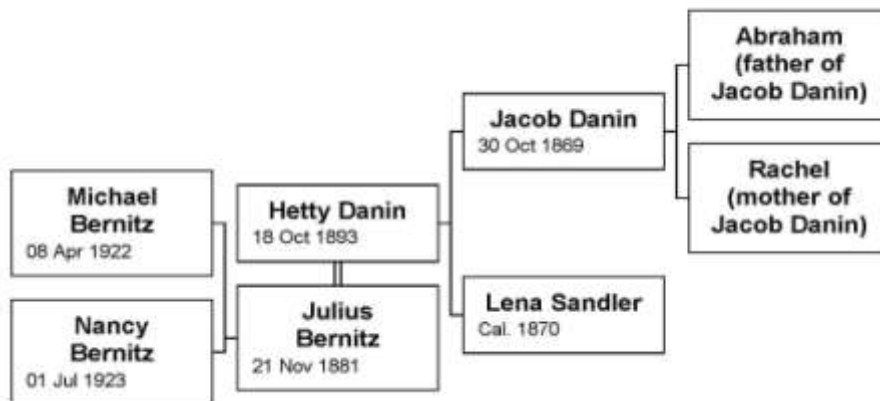 Abraham
(father of
Jacob Danin)
Jacob Danin
30 Oct 1869
Rachel
(mother of
Jacob Danin)
Michael
Bernitz
08 Apr 1922
Hetty Danin
18 Oct 1893
Nancy
Bernitz
01 Jul 1923
Julius
Bernitz
21 Nov 1881
Lena Sandler
Cal. 1870